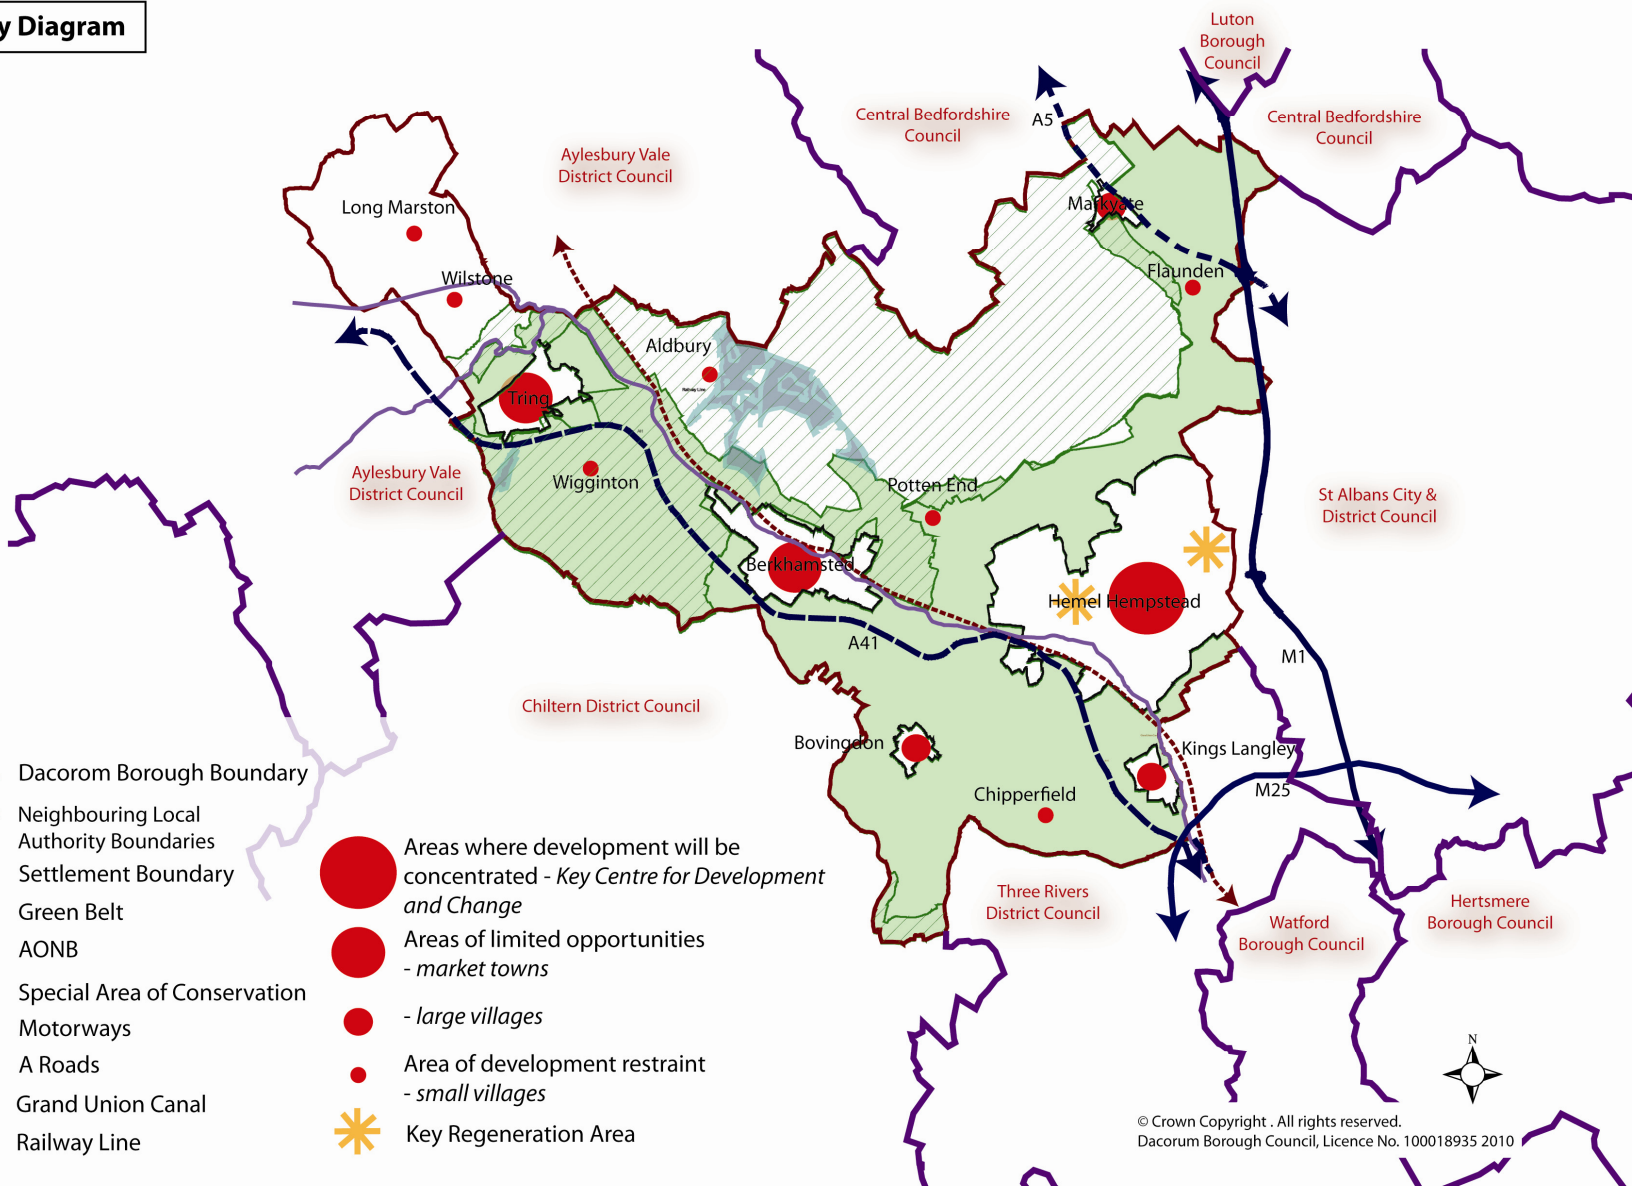 y Diagram
Luton
Borough
Council
Central Bedfordshire
Council
A5
Central Bedfordshire
Council
Aylesbury Vale
District Council
Long Marston
Markyate
Wilstone
Flaunden
Aldbury
Railway Line
Tring
Aylesbury Vale
District Council
Wigginton
Potten End
St Albans City &
District Council
Berkhamsted
Hemel Hempstead
A41
M1
Chiltern District Council
Bovingdon
Kings Langley
M25
Chipperfield
Three Rivers
District Council
Watford
Borough Council
Hertsmere
Borough Council
Dacorom Borough Boundary
Neighbouring Local
Authority Boundaries
Settlement Boundary
Green Belt
AONB
Special Area of Conservation
Motorways
A Roads
Grand Union Canal
Railway Line
Areas where development will be
concentrated - Key Centre for Development
and Change
Areas of limited opportunities
- market towns
- large villages
Area of development restraint
- small villages
Key Regeneration Area
N
© Crown Copyright . All rights reserved.
Dacorum Borough Council, Licence No. 100018935 2010